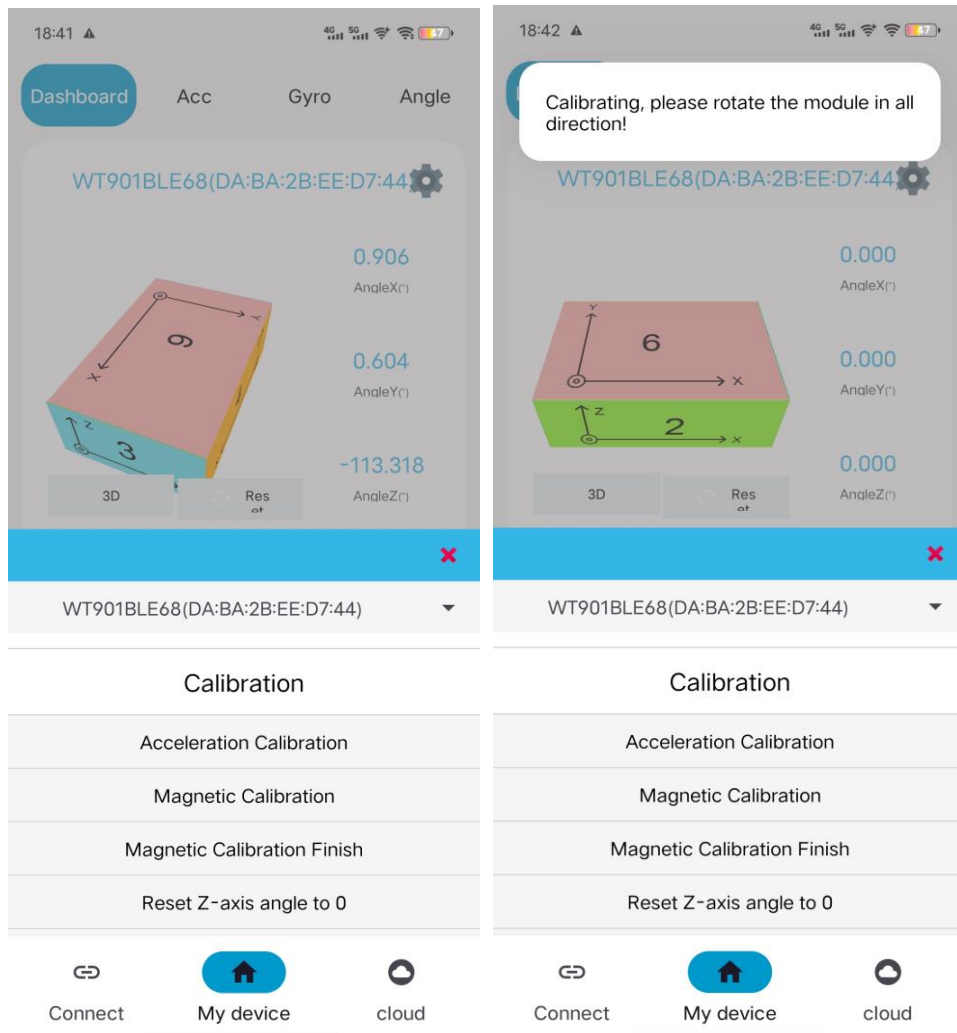 18:41
4G 5G 47
Dashboard Acc Gyro Angle
WT901BLE68(DA:BA:2B:EE:D7:44
0.906
AngleX(°)
6
X Y
0.604
AngleY(°)
Z
3
-113.318
AngleZ(°)
3D
Res
et
WT901BLE68(DA:BA:2B:EE:D7:44)
Calibration
Acceleration Calibration
Magnetic Calibration
Magnetic Calibration Finish
Reset Z-axis angle to 0
Connect My device cloud
18:42
4G 5G 47
Calibrating, please rotate the module in all
direction!
WT901BLE68(DA:BA:2B:EE:D7:44
0.000
AngleX(°)
Y
6
X
0.000
AngleY(°)
Z
2
X
0.000
AngleZ(°)
3D
Res
et
WT901BLE68(DA:BA:2B:EE:D7:44)
Calibration
Acceleration Calibration
Magnetic Calibration
Magnetic Calibration Finish
Reset Z-axis angle to 0
Connect My device cloud